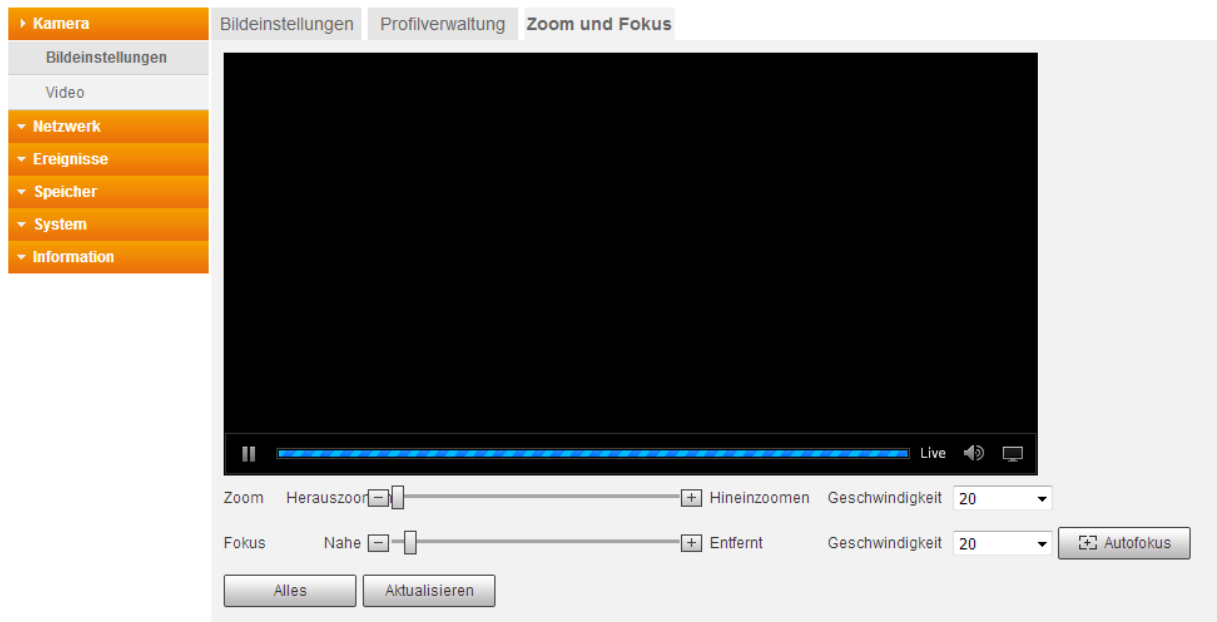 Kamera
Bildeinstellungen
Video
Netzwerk
Ereignisse
Speicher
System
Information
Bildeinstellungen Profilverwaltung Zoom und Fokus
Live
Zoom Herauszoomen Hineinzoomen Geschwindigkeit 20
Fokus Nahe Entfernt Geschwindigkeit 20 Autofokus
Alles Aktualisieren